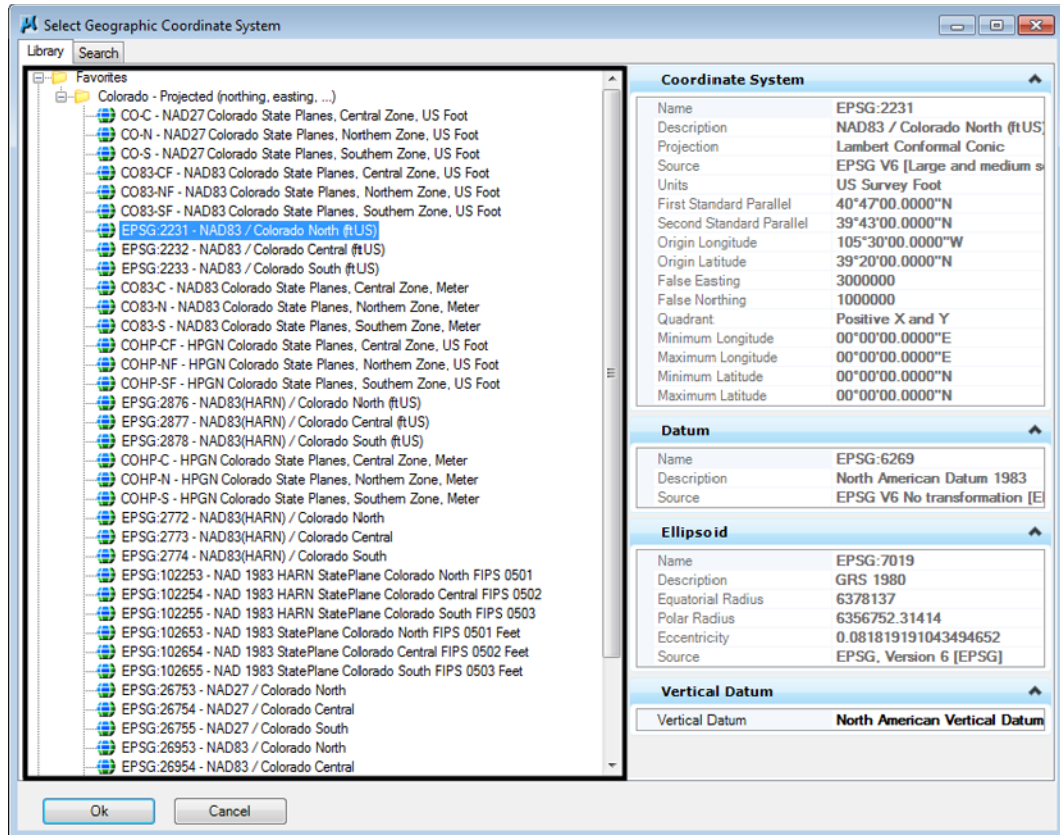 Select Geographic Coordinate System
Library Search
Favorites
Colorado - Projected (northing, easting, ...)
CO-C - NAD27 Colorado State Planes, Central Zone, US Foot
CO-N - NAD27 Colorado State Planes, Northern Zone, US Foot
CO-S - NAD27 Colorado State Planes, Southern Zone, US Foot
CO83-CF - NAD83 Colorado State Planes, Central Zone, US Foot
CO83-NF - NAD83 Colorado State Planes, Northern Zone, US Foot
CO83-SF - NAD83 Colorado State Planes, Southern Zone, US Foot
EPSG:2231 - NAD83 / Colorado North (ftUS)
EPSG:2232 - NAD83 / Colorado Central (ftUS)
EPSG:2233 - NAD83 / Colorado South (ftUS)
CO83-C - NAD83 Colorado State Planes, Central Zone, Meter
CO83-N - NAD83 Colorado State Planes, Northern Zone, Meter
CO83-S - NAD83 Colorado State Planes, Southern Zone, Meter
COHP-CF - HPGN Colorado State Planes, Central Zone, US Foot
COHP-NF - HPGN Colorado State Planes, Northern Zone, US Foot
COHP-SF - HPGN Colorado State Planes, Southern Zone, US Foot
EPSG:2876 - NAD83(HARN) / Colorado North (ftUS)
EPSG:2877 - NAD83(HARN) / Colorado Central (ftUS)
EPSG:2878 - NAD83(HARN) / Colorado South (ftUS)
COHP-C - HPGN Colorado State Planes, Central Zone, Meter
COHP-N - HPGN Colorado State Planes, Northern Zone, Meter
COHP-S - HPGN Colorado State Planes, Southern Zone, Meter
EPSG:2772 - NAD83(HARN) / Colorado North
EPSG:2773 - NAD83(HARN) / Colorado Central
EPSG:2774 - NAD83(HARN) / Colorado South
EPSG:102253 - NAD 1983 HARN StatePlane Colorado North FIPS 0501
EPSG:102254 - NAD 1983 HARN StatePlane Colorado Central FIPS 0502
EPSG:102255 - NAD 1983 HARN StatePlane Colorado South FIPS 0503
EPSG:102653 - NAD 1983 StatePlane Colorado North FIPS 0501 Feet
EPSG:102654 - NAD 1983 StatePlane Colorado Central FIPS 0502 Feet
EPSG:102655 - NAD 1983 StatePlane Colorado South FIPS 0503 Feet
EPSG:26753 - NAD27 / Colorado North
EPSG:26754 - NAD27 / Colorado Central
EPSG:26755 - NAD27 / Colorado South
EPSG:26953 - NAD83 / Colorado North
EPSG:26954 - NAD83 / Colorado Central
Coordinate System
Name EPSG:2231
Description NAD83 / Colorado North (ftUS)
Projection Lambert Conformal Conic
Source EPSG V6 [Large and medium s
Units US Survey Foot
First Standard Parallel 40°47'00.0000"N
Second Standard Parallel 39°43'00.0000"N
Origin Longitude 105°30'00.0000"W
Origin Latitude 39°20'00.0000"N
False Easting 3000000
False Northing 1000000
Quadrant Positive X and Y
Minimum Longitude 00°00'00.0000"E
Maximum Longitude 00°00'00.0000"E
Minimum Latitude 00°00'00.0000"N
Maximum Latitude 00°00'00.0000"N
Datum
Name EPSG:6269
Description North American Datum 1983
Source EPSG V6 No transformation [E
Ellipsoid
Name EPSG:7019
Description GRS 1980
Equatorial Radius 6378137
Polar Radius 6356752.31414
Eccentricity 0.081819191043494652
Source EPSG, Version 6 [EPSG]
Vertical Datum
Vertical Datum North American Vertical Datum
Ok Cancel